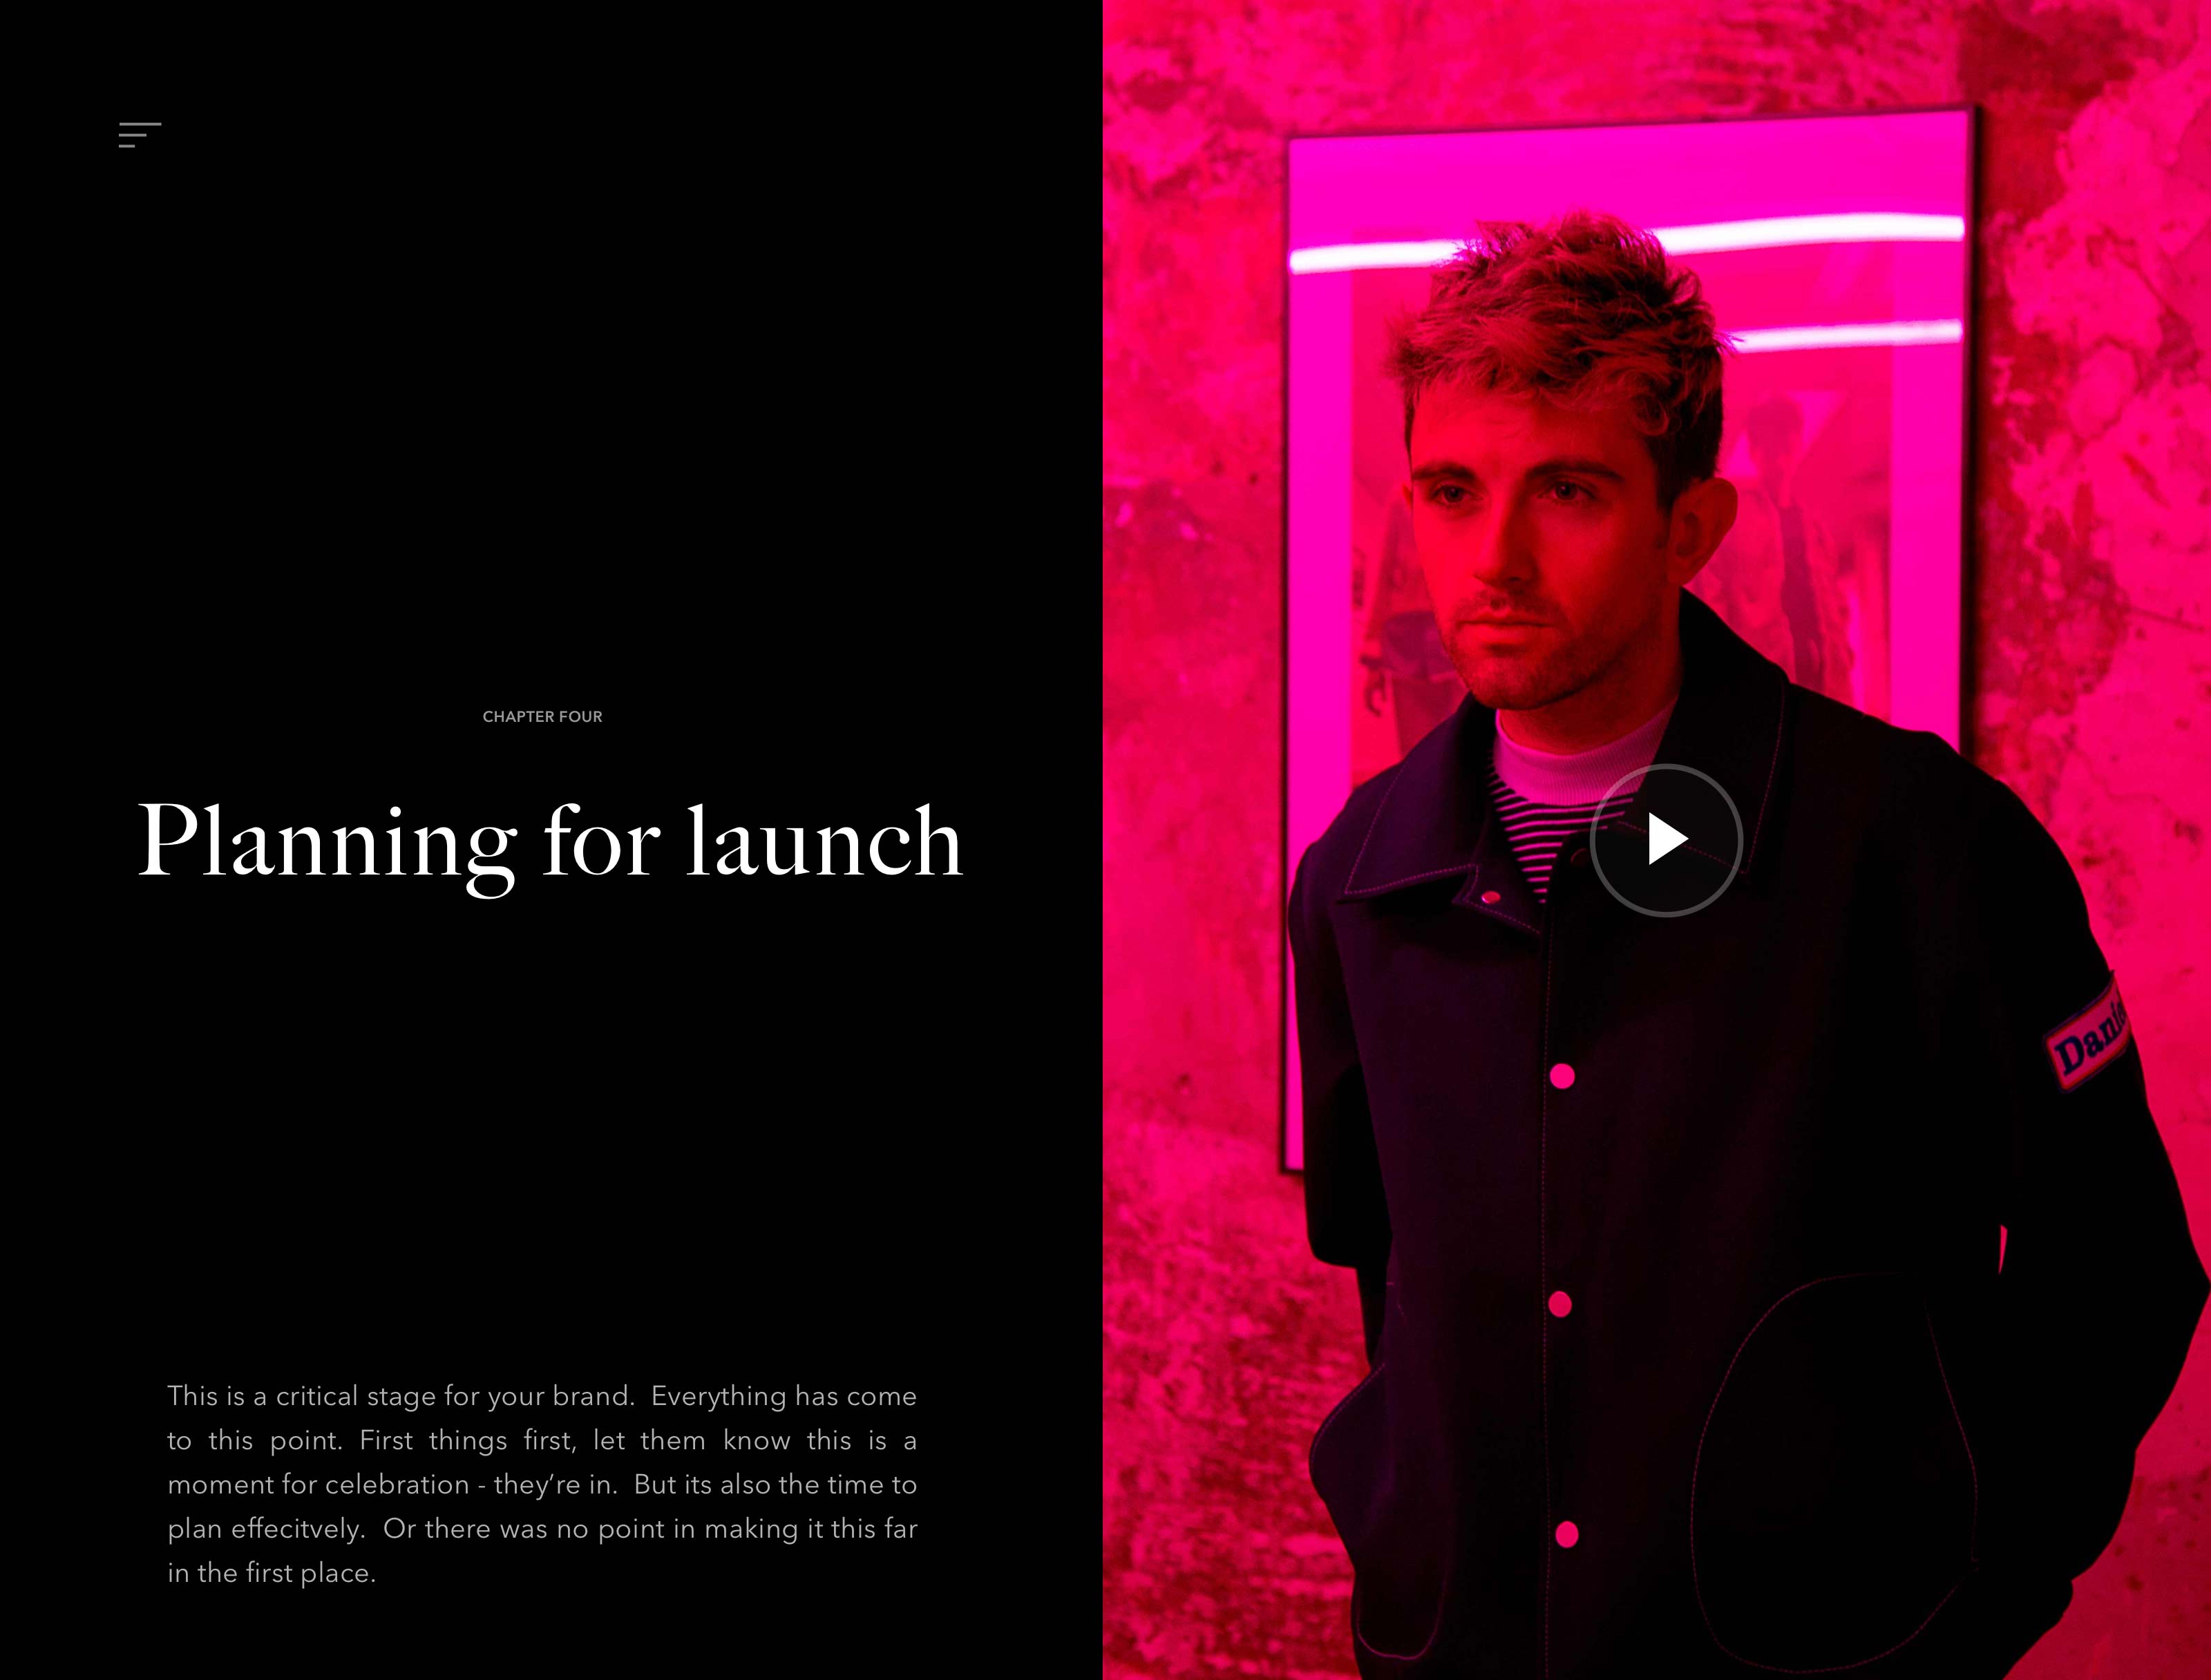 CHAPTER FOUR
Planning for launch
This is a critical stage for your brand.  Everything has come
to this point. First things first, let them know this is a
moment for celebration - they’re in.  But its also the time to
plan effecitvely.  Or there was no point in making it this far
in the first place.